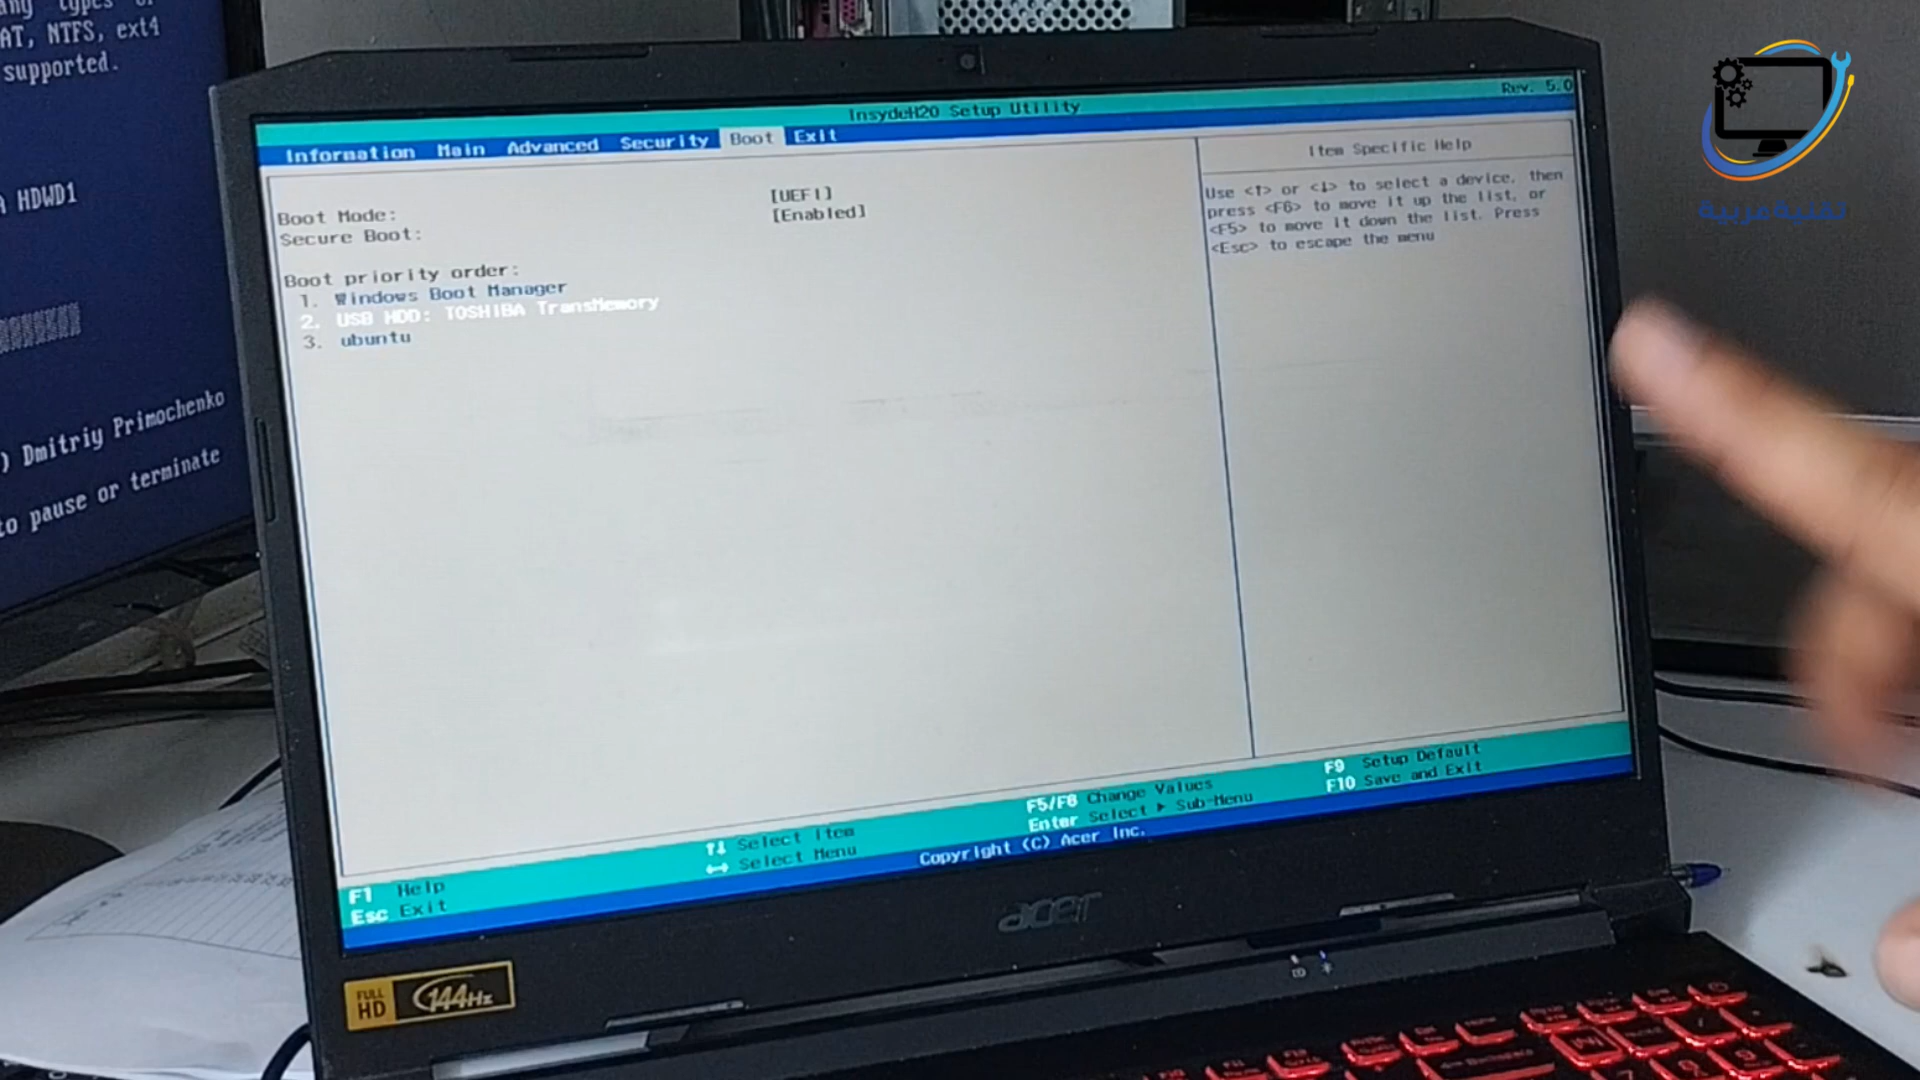 any types of
AT, NTFS, ext4
supported.
HDWD1
) Dmitriy Primochenko
to pause or terminate
InsydeH20 Setup Utility
Rev. 5.0
Information Main Advanced Security Boot Exit
Boot Mode: [UEFI]
Secure Boot: [Enabled]
Boot priority order:
1. Windows Boot Manager
2. USB HDD: TOSHIBA TransMemory
3. ubuntu
Item Specific Help
Use <↑> or <↓> to select a device, then
press <F6> to move it up the list, or
<F5> to move it down the list. Press
<Esc> to escape the menu
F1 Help
Esc Exit
↑↓ Select Item
↔ Select Menu
F5/F6 Change Values
Enter Select ▶ Sub-Menu
F9 Setup Default
F10 Save and Exit
Copyright (C) Acer Inc.
acer
FULL HD 144Hz
تقنية عربية